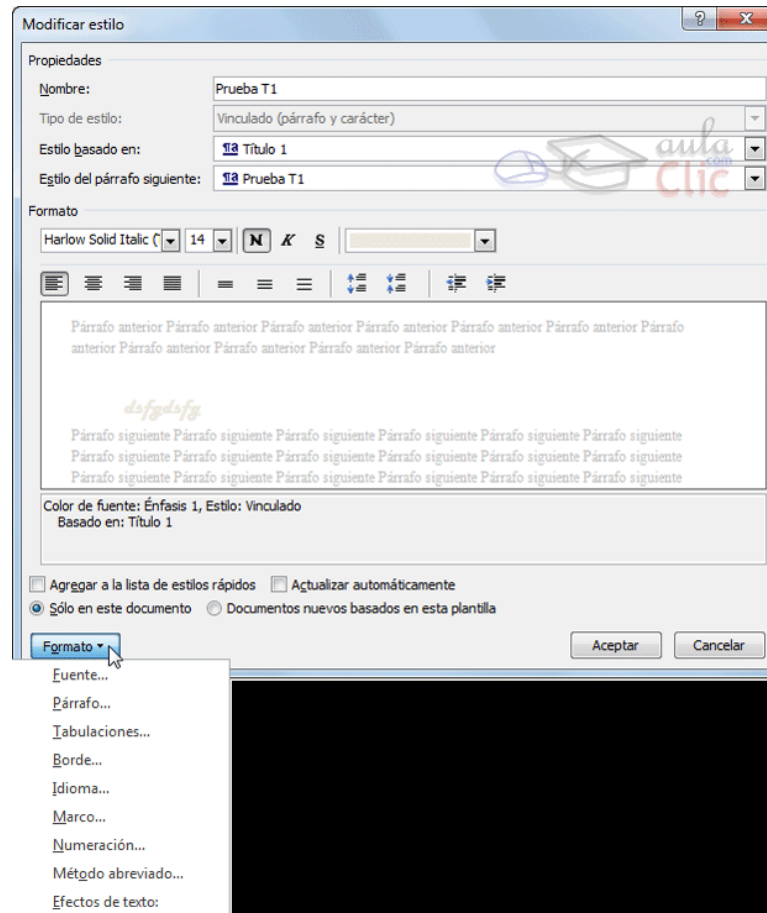 Modificar estilo
Propiedades
Nombre: Prueba T1
Tipo de estilo: Vinculado (párrafo y carácter)
Estilo basado en: ¶a Título 1
Estilo del párrafo siguiente: ¶a Prueba T1
aula
Clic
.com
Formato
Harlow Solid Italic (" 14 N K S
Párrafo anterior Párrafo anterior Párrafo anterior Párrafo anterior Párrafo anterior Párrafo anterior Párrafo
anterior Párrafo anterior Párrafo anterior Párrafo anterior Párrafo anterior
dsfgdsfg
Párrafo siguiente Párrafo siguiente Párrafo siguiente Párrafo siguiente Párrafo siguiente Párrafo siguiente
Párrafo siguiente Párrafo siguiente Párrafo siguiente Párrafo siguiente Párrafo siguiente Párrafo siguiente
Párrafo siguiente Párrafo siguiente Párrafo siguiente Párrafo siguiente Párrafo siguiente Párrafo siguiente
Color de fuente: Énfasis 1, Estilo: Vinculado
Basado en: Título 1
Agregar a la lista de estilos rápidos Actualizar automáticamente
Sólo en este documento Documentos nuevos basados en esta plantilla
Formato Aceptar Cancelar
Fuente...
Párrafo...
Tabulaciones...
Borde...
Idioma...
Marco...
Numeración...
Método abreviado...
Efectos de texto: